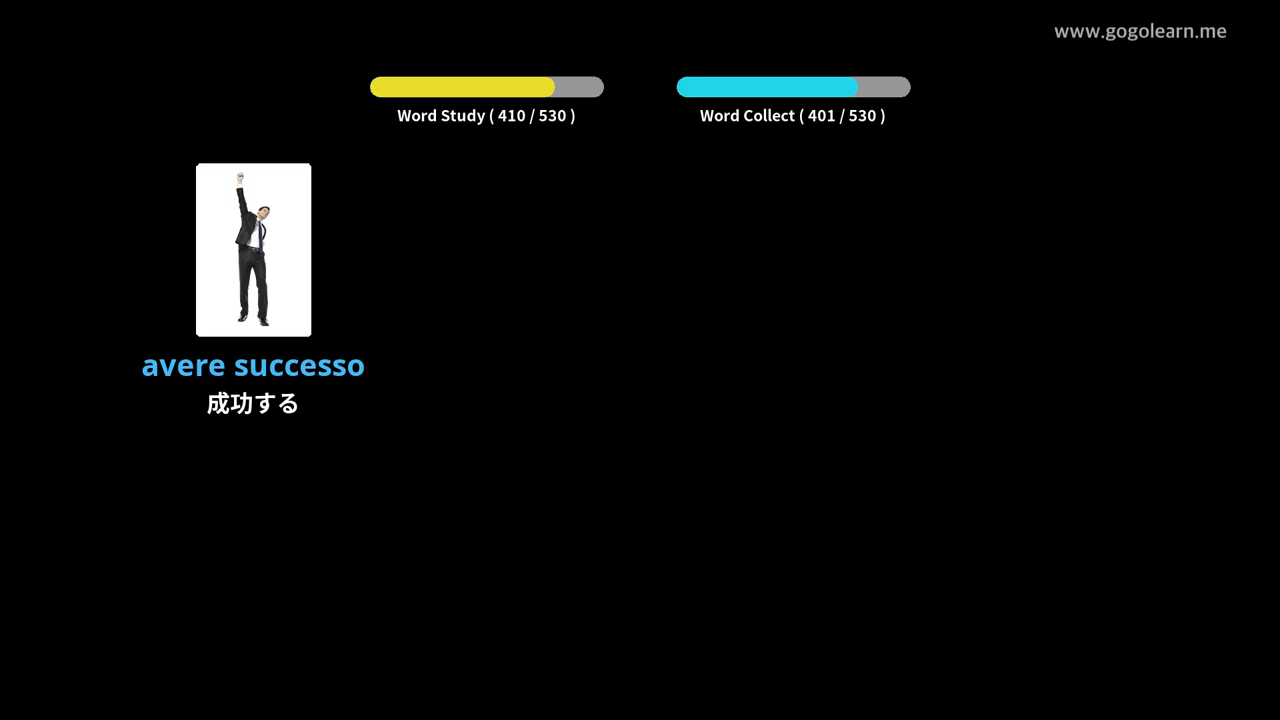 www.gogolearn.me
Word Study ( 410 / 530 )
Word Collect ( 401 / 530 )
avere successo
成功する